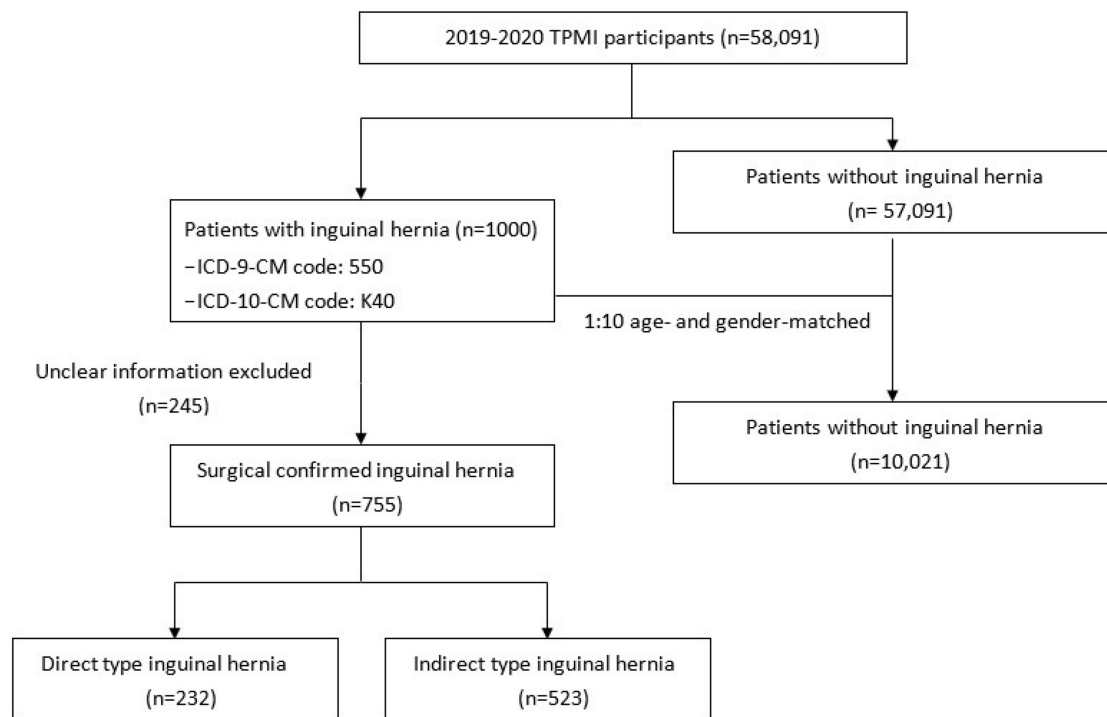 2019-2020 TPMI participants (n=58,091)
Patients without inguinal hernia
(n= 57,091)
Patients with inguinal hernia (n=1000)
−ICD-9-CM code: 550
−ICD-10-CM code: K40
1:10 age- and gender-matched
Unclear information excluded
(n=245)
Patients without inguinal hernia
(n=10,021)
Surgical confirmed inguinal hernia
(n=755)
Direct type inguinal hernia
(n=232)
Indirect type inguinal hernia
(n=523)